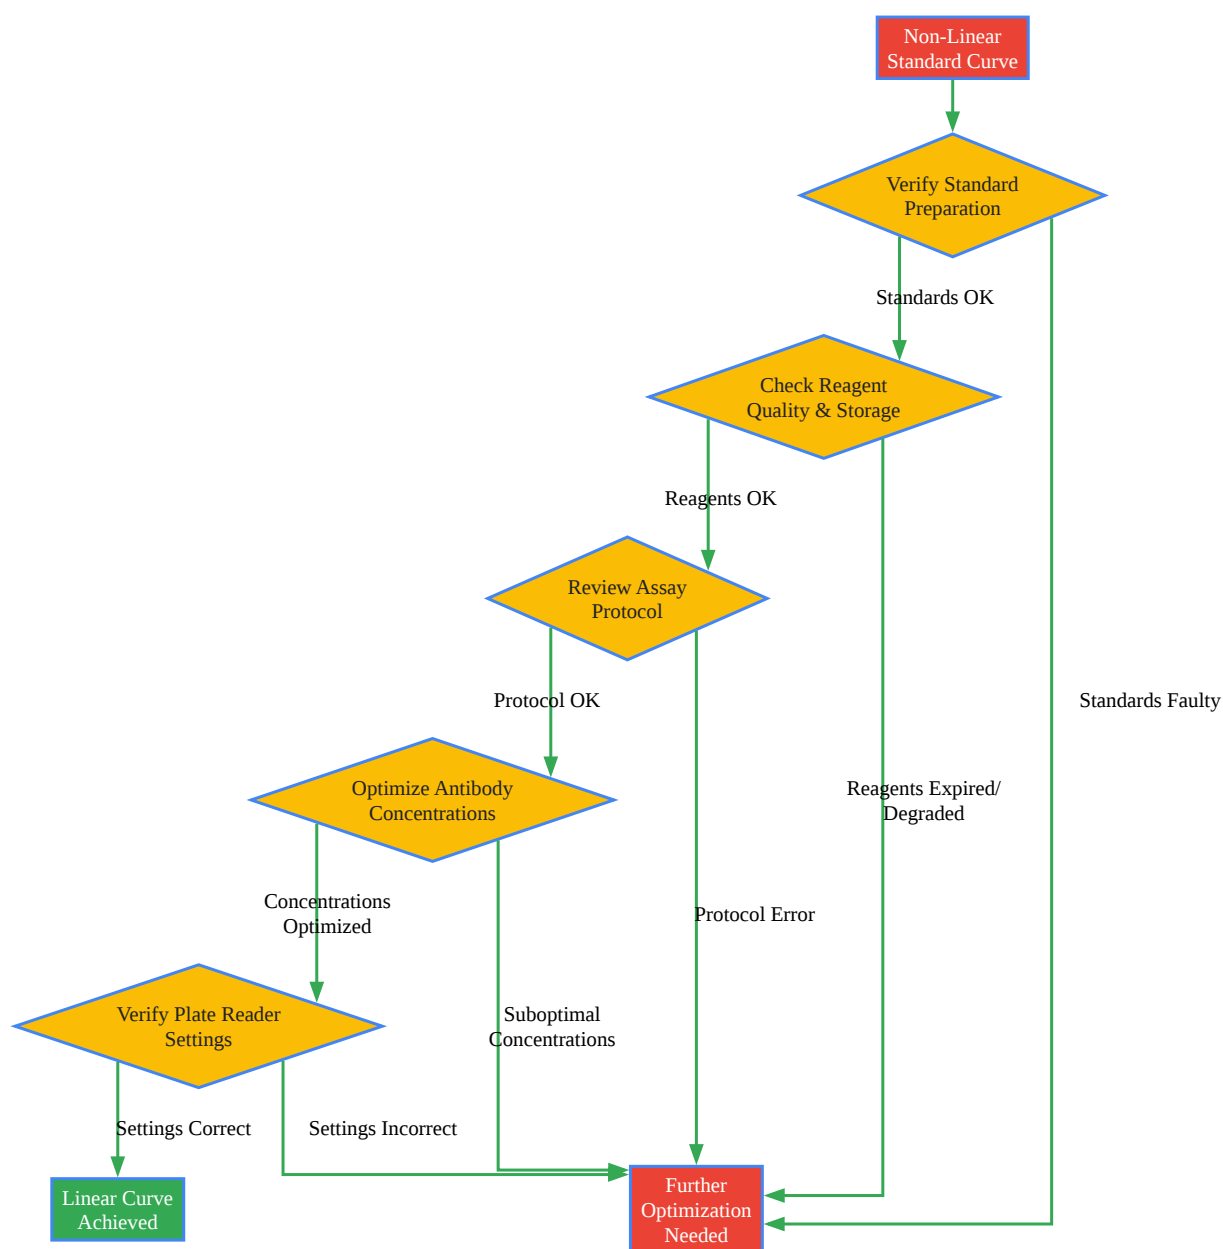 Non-Linear
Standard Curve
Verify Standard
Preparation
Standards OK
Check Reagent
Quality & Storage
Reagents OK
Review Assay
Protocol
Protocol OK
Standards Faulty
Optimize Antibody
Concentrations
Reagents Expired/
Degraded
Concentrations
Optimized
Protocol Error
Verify Plate Reader
Settings
Suboptimal
Concentrations
Settings Correct
Settings Incorrect
Linear Curve
Achieved
Further
Optimization
Needed